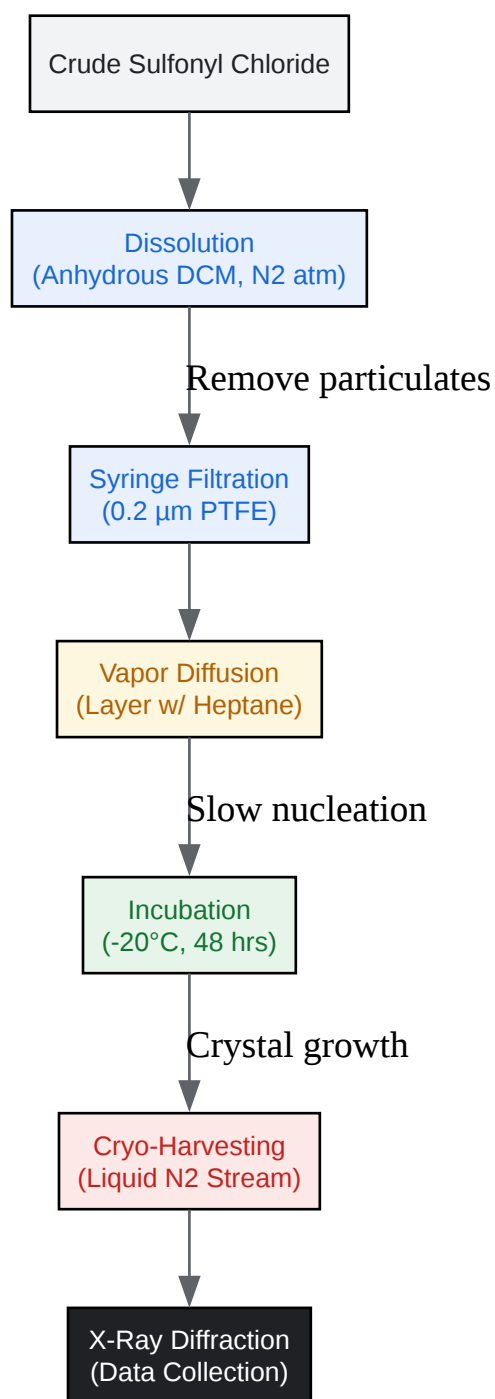 Crude Sulfonyl Chloride
Dissolution
(Anhydrous DCM, N2 atm)
Remove particulates
Syringe Filtration
(0.2 µm PTFE)
Vapor Diffusion
(Layer w/ Heptane)
Slow nucleation
Incubation
(-20°C, 48 hrs)
Crystal growth
Cryo-Harvesting
(Liquid N2 Stream)
X-Ray Diffraction
(Data Collection)